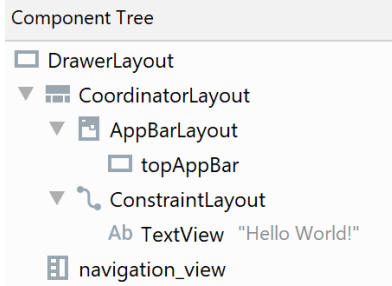 Component Tree
DrawerLayout
CoordinatorLayout
AppBarLayout
topAppBar
ConstraintLayout
Ab TextView "Hello World!"
navigation_view